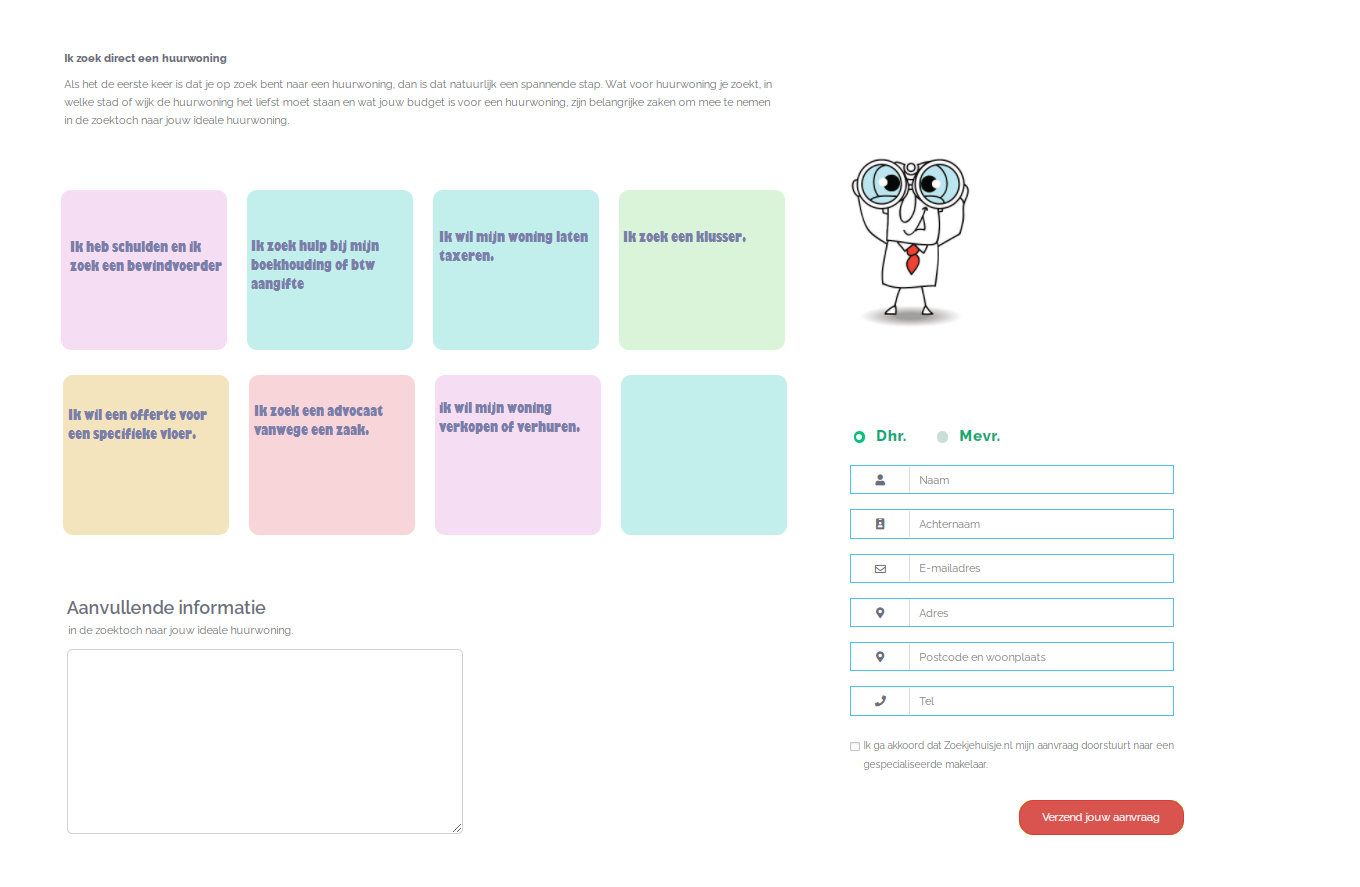 Ik zoek direct een huurwoning
Als het de eerste keer is dat je op zoek bent naar een huurwoning, dan is dat natuurlijk een spannende stap. Wat voor huurwoning je zoekt, in
welke stad of wijk de huurwoning het liefst moet staan en wat jouw budget is voor een huurwoning, zijn belangrijke zaken om mee te nemen
in de zoektoch naar jouw ideale huurwoning.
Ik heb schulden en ik
zoek een bewindvoerder
Ik zoek hulp bij mijn
boekhouding of btw
aangifte
Ik wil mijn woning laten
taxeren.
Ik zoek een klusser.
Ik wil een offerte voor
een specifieke vloer.
Ik zoek een advocaat
vanwege een zaak.
ik wil mijn woning
verkopen of verhuren.
Aanvullende informatie
in de zoektoch naar jouw ideale huurwoning.
Dhr.
Mevr.
Naam
Achternaam
E-mailadres
Adres
Postcode en woonplaats
Tel
Ik ga akkoord dat Zoekjehuisje.nl mijn aanvraag doorstuurt naar een
gespecialiseerde makelaar.
Verzend jouw aanvraag